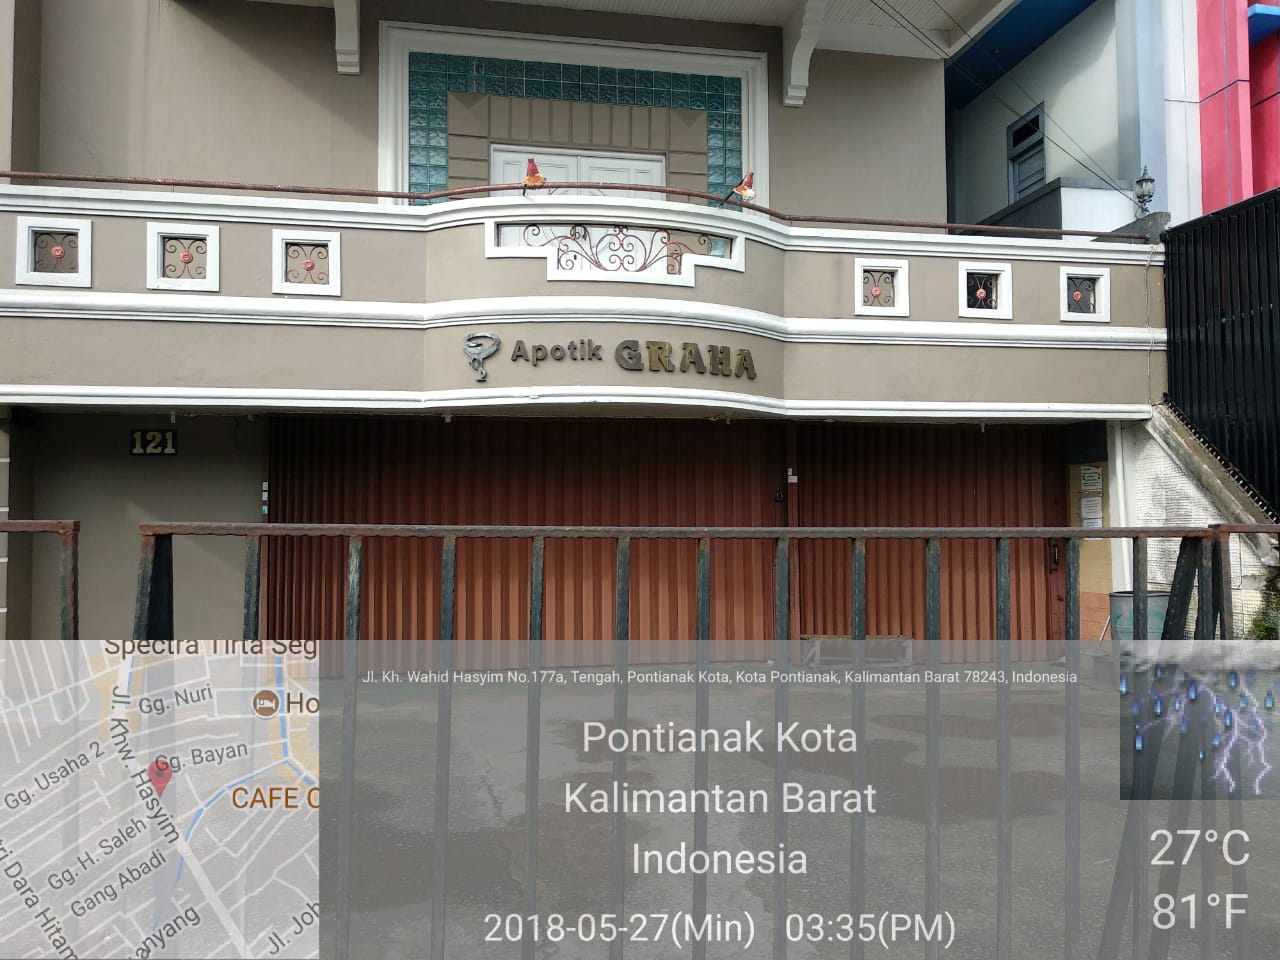 Apotik GRAHA
121
Spectra Tirta Seg
Jl. Kh. Wahid Hasyim No.177a, Tengah, Pontianak Kota, Kota Pontianak, Kalimantan Barat 78243, Indonesia
Gg. Nuri
Ho
Jl. Khw. Hasyim
Gg. Usaha 2
Gg. Bayan
CAFE C
Gg. H. Saleh
Gang Abadi
ri Dara Hitam
anyang
Jl. Joh
Pontianak Kota
Kalimantan Barat
Indonesia
2018-05-27(Min) 03:35(PM)
27°C
81°F